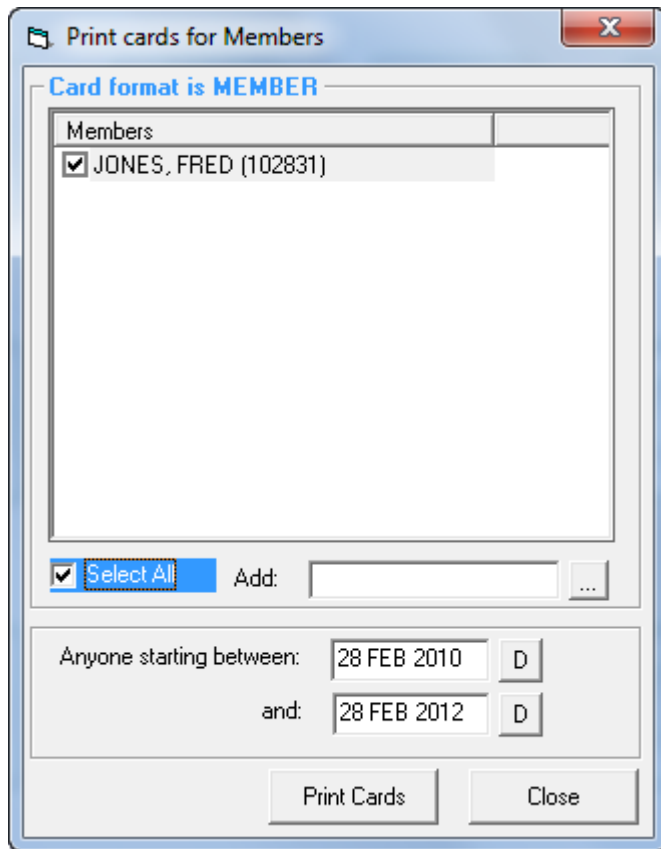 Print cards for Members
Card format is MEMBER
Members
JONES, FRED (102831)
Select All Add: ...
Anyone starting between: 28 FEB 2010 D
and: 28 FEB 2012 D
Print Cards Close